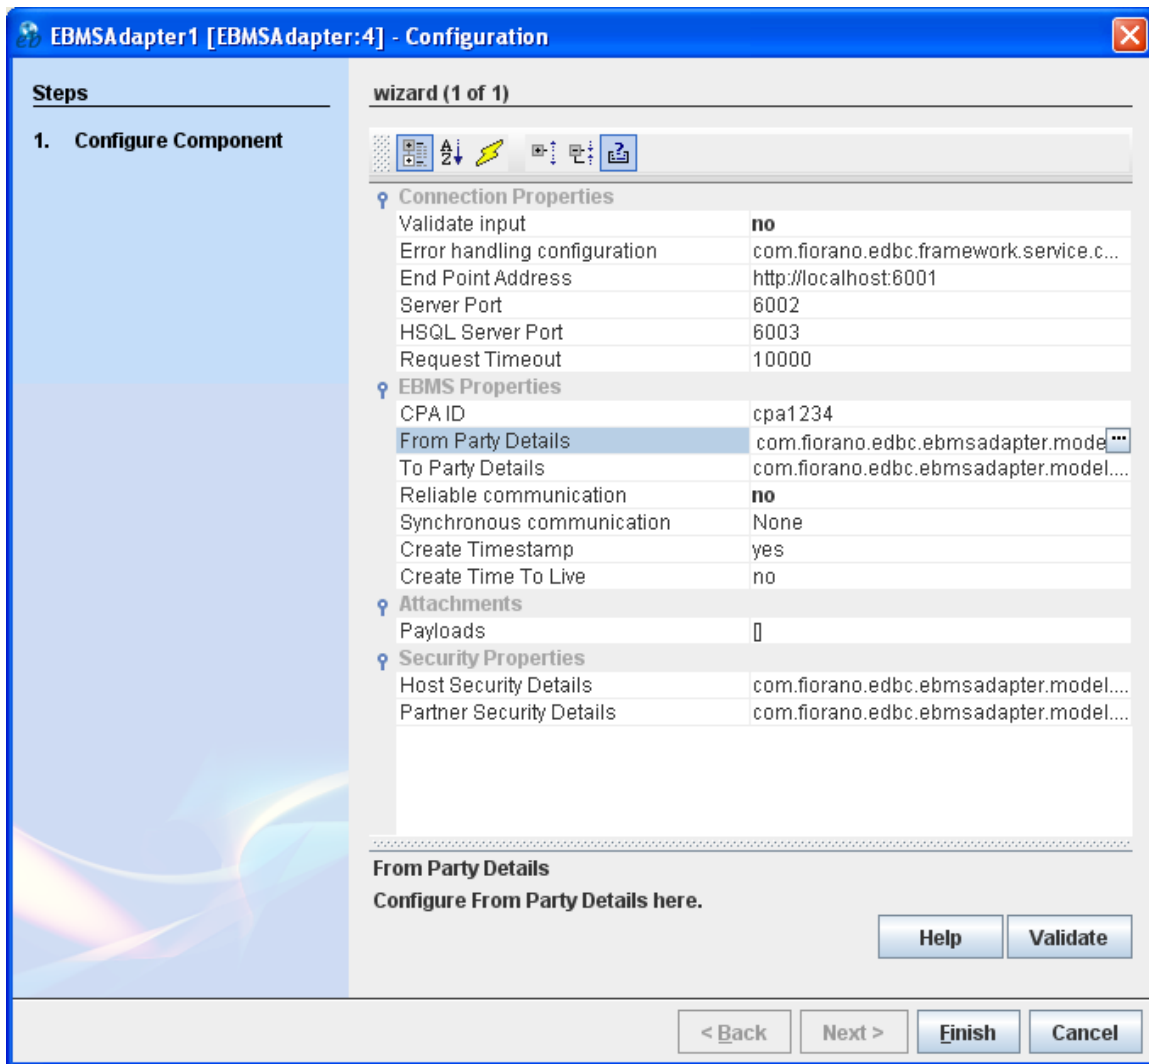 EBMSAdapter1 [EBMSAdapter:4] - Configuration
Steps
1. Configure Component
wizard (1 of 1)
Connection Properties
Validate input no
Error handling configuration com.fiorano.edbc.framework.service.c...
End Point Address http://localhost:6001
Server Port 6002
HSQL Server Port 6003
Request Timeout 10000
EBMS Properties
CPA ID cpa1234
From Party Details com.fiorano.edbc.ebmsadapter.mode ...
To Party Details com.fiorano.edbc.ebmsadapter.model....
Reliable communication no
Synchronous communication None
Create Timestamp yes
Create Time To Live no
Attachments
Payloads []
Security Properties
Host Security Details com.fiorano.edbc.ebmsadapter.model....
Partner Security Details com.fiorano.edbc.ebmsadapter.model....
From Party Details
Configure From Party Details here.
Help Validate
< Back Next > Finish Cancel